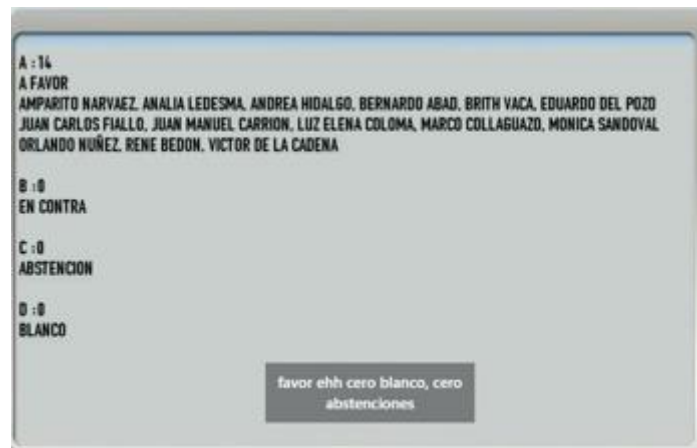 A :14
A FAVOR
AMPARITO NARVAEZ, ANALIA LEDESMA, ANDREA HIDALGO, BERNARDO ABAD, BRITH VACA, EDUARDO DEL POZO
JUAN CARLOS FIALLO, JUAN MANUEL CARRION, LUZ ELENA COLOMA, MARCO COLLAGUAZO, MONICA SANDOVAL
ORLANDO NUÑEZ, RENE BEDON, VICTOR DE LA CADENA
B :0
EN CONTRA
C :0
ABSTENCION
D :0
BLANCO
favor ehh cero blanco, cero
abstenciones